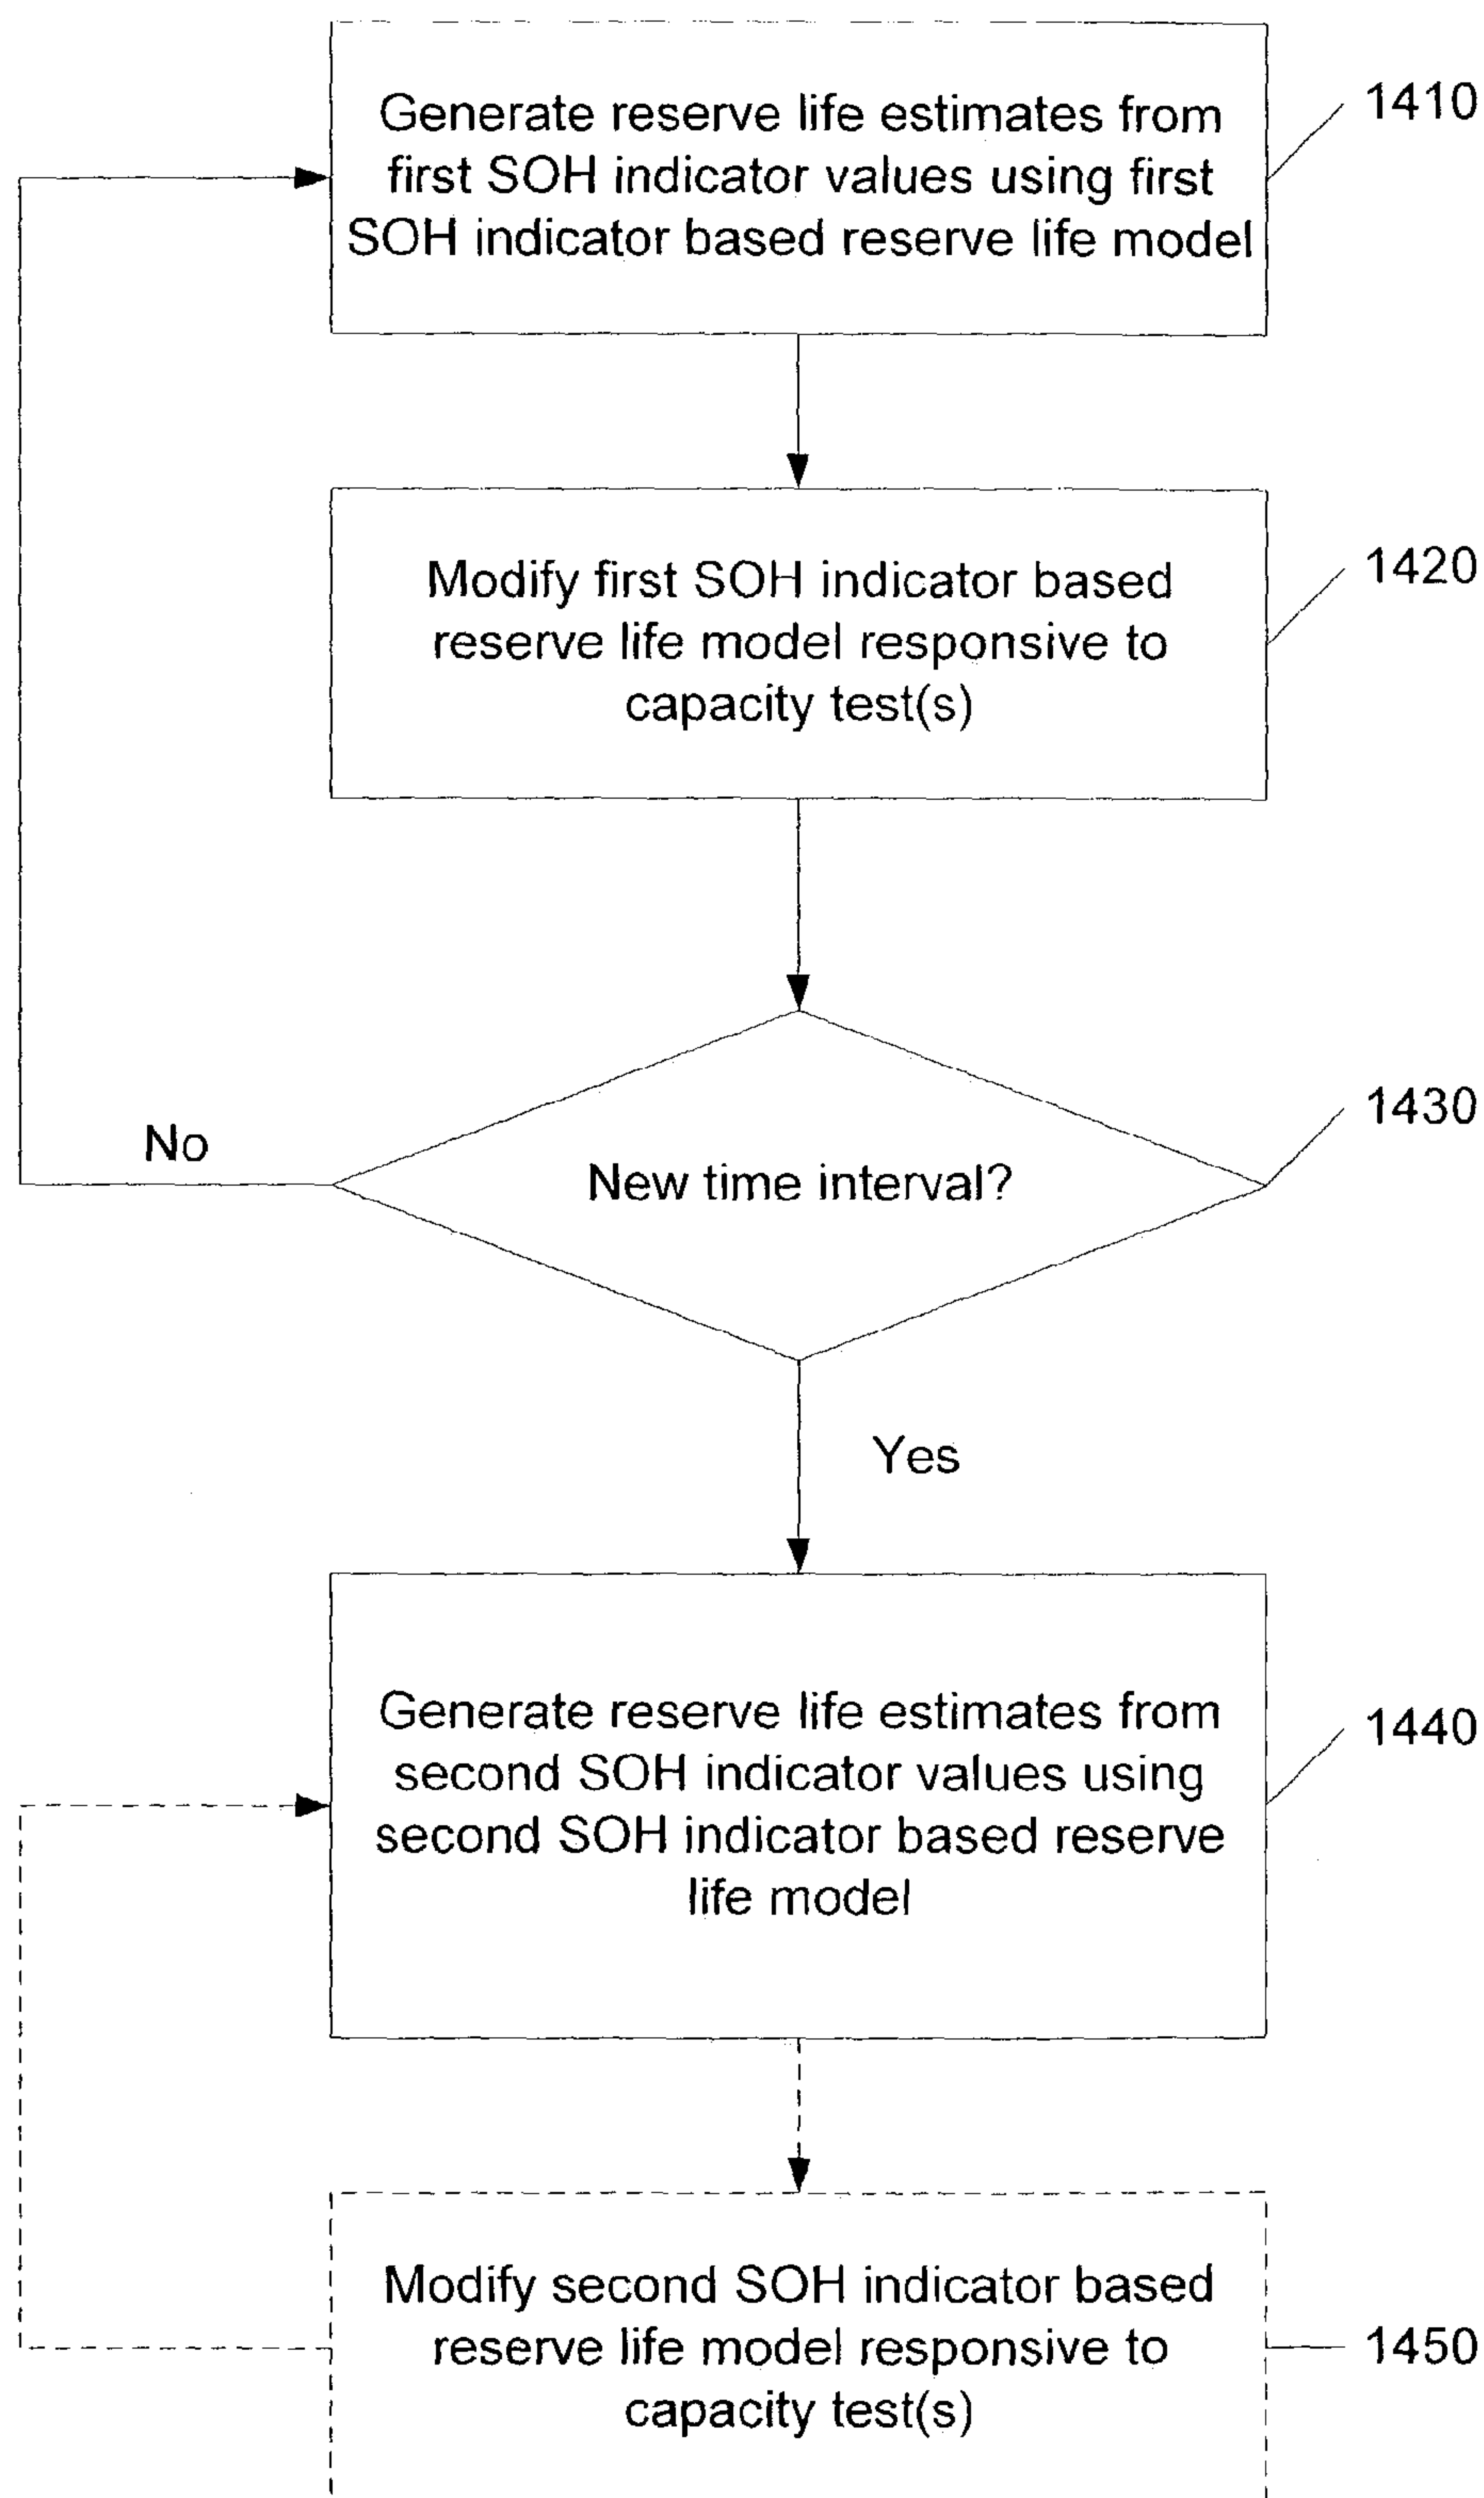 Generate reserve life estimates from
first SOH indicator values using first
SOH indicator based reserve life model
1410
Modify first SOH indicator based
reserve life model responsive to
capacity test(s)
1420
New time interval?
1430
No
Yes
Generate reserve life estimates from
second SOH indicator values using
second SOH indicator based reserve
life model
1440
Modify second SOH indicator based
reserve life model responsive to
capacity test(s)
1450